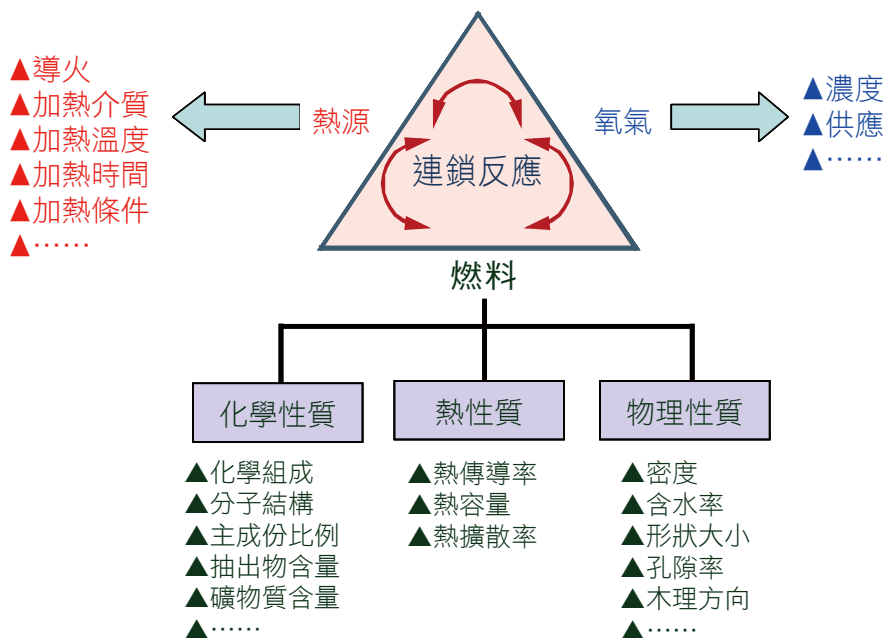 ▲導火
▲加熱介質
▲加熱溫度
▲加熱時間
▲加熱條件
▲……
熱源
連鎖反應
氧氣
▲濃度
▲供應
▲……
燃料
化學性質
▲化學組成
▲分子結構
▲主成份比例
▲抽出物含量
▲礦物質含量
▲……
熱性質
▲熱傳導率
▲熱容量
▲熱擴散率
物理性質
▲密度
▲含水率
▲形狀大小
▲孔隙率
▲木理方向
▲……